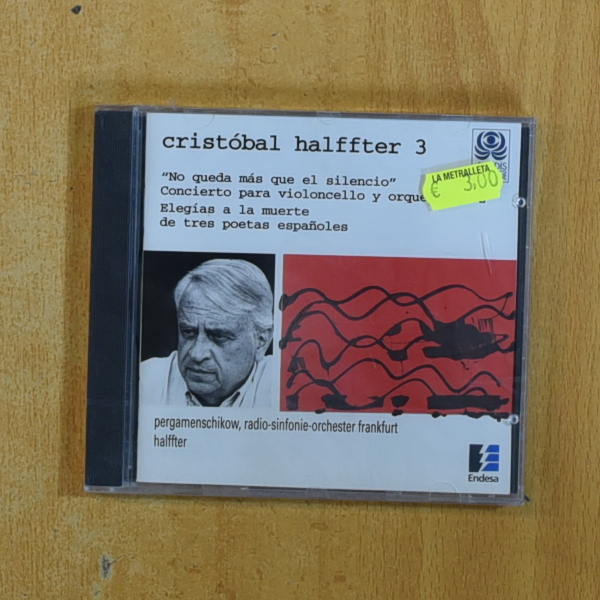 cristóbal halffter 3
"No queda más que el silencio"
Concierto para violoncello y
Elegías a la muerte
de tres poetas españoles
LA METRALLETA
€ 3,00
pergamenschikow, radio-sinfonie-orchester frankfurt
halffter
Endesa